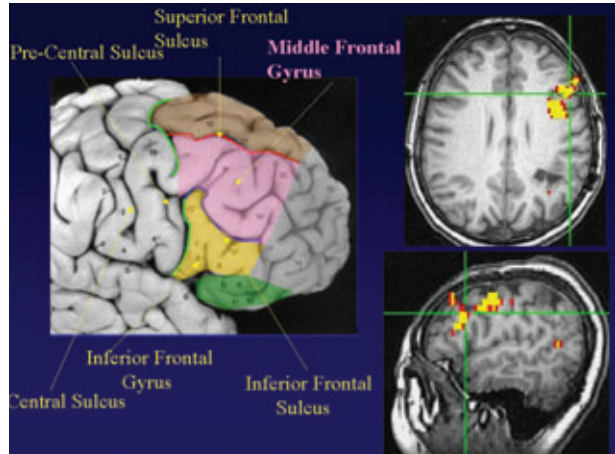 Superior Frontal
Sulcus
Pre-Central Sulcus
Middle Frontal
Gyrus
Inferior Frontal
Gyrus
Inferior Frontal
Sulcus
Central Sulcus